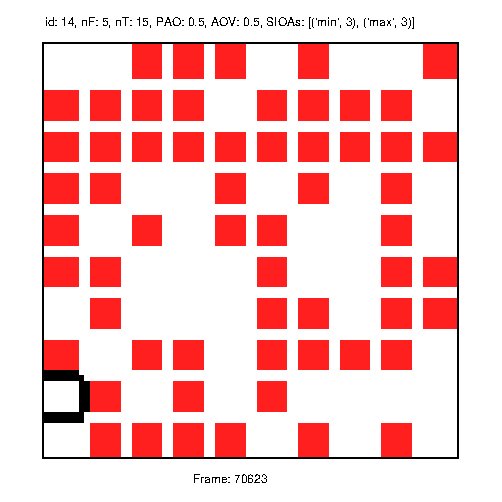 id: 14, nF: 5, nT: 15, PAO: 0.5, AOV: 0.5, SIOAs: [('min', 3), ('max', 3)]
Frame: 70623